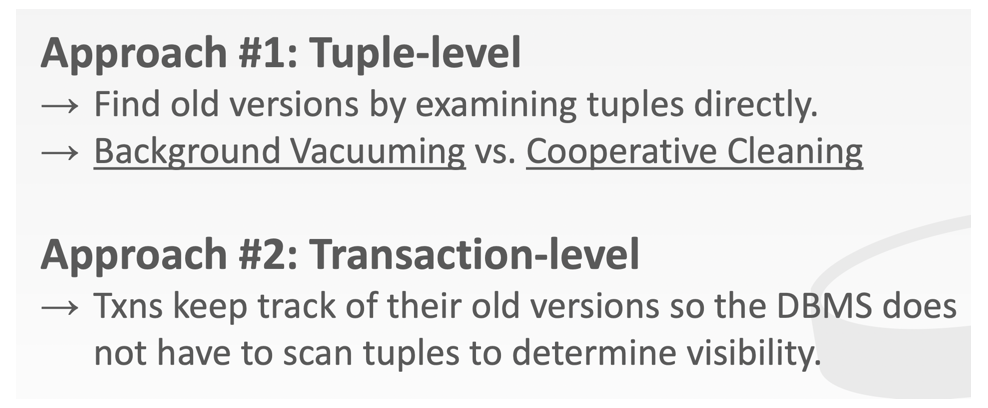 Approach #1: Tuple-level
→ Find old versions by examining tuples directly.
→ Background Vacuuming vs. Cooperative Cleaning
Approach #2: Transaction-level
→ Txns keep track of their old versions so the DBMS does
not have to scan tuples to determine visibility.